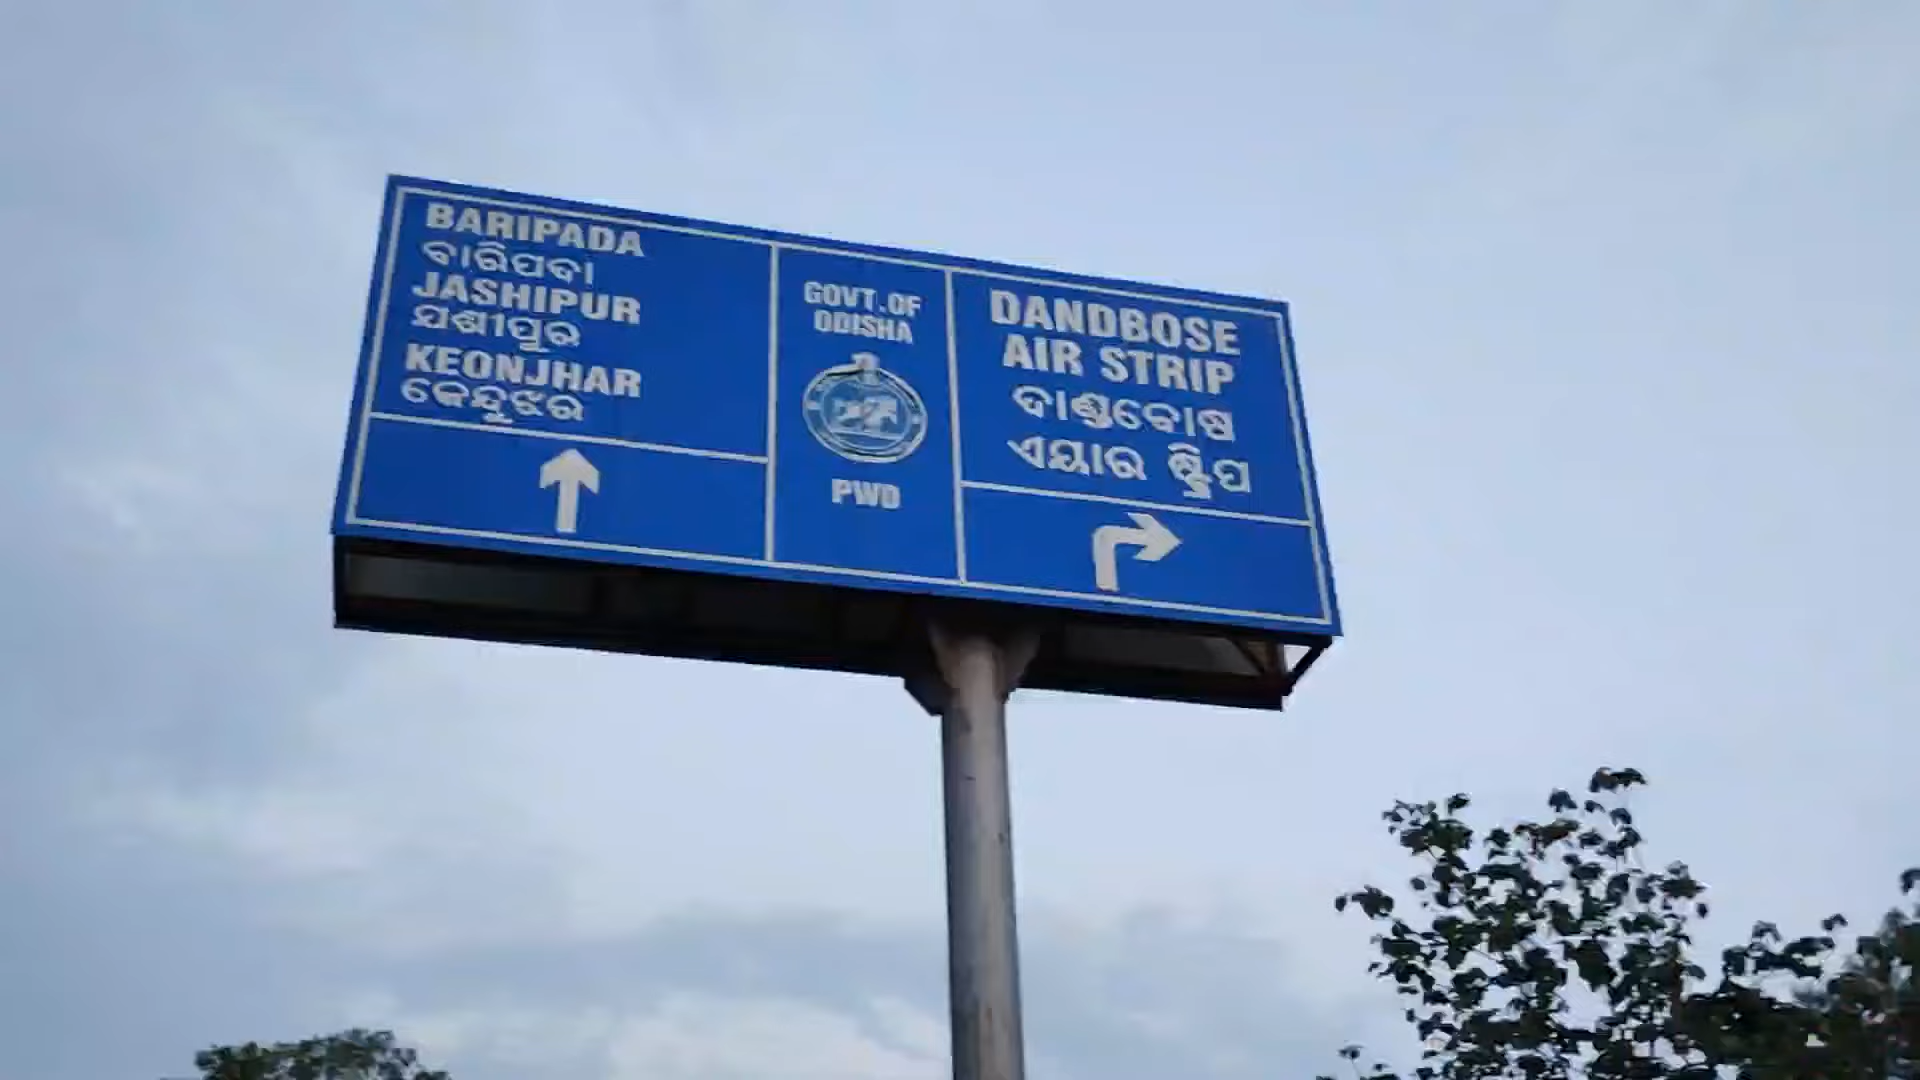 BARIPADA
ବାରିପଦା
JASHIPUR
ଯଶୀପୁର
KEONJHAR
କେନ୍ଦୁଝର
GOVT.OF
ODISHA
PWD
DANDBOSE
AIR STRIP
ଦାଣ୍ଡବୋଷ
ଏୟାର ଷ୍ଟ୍ରିପ